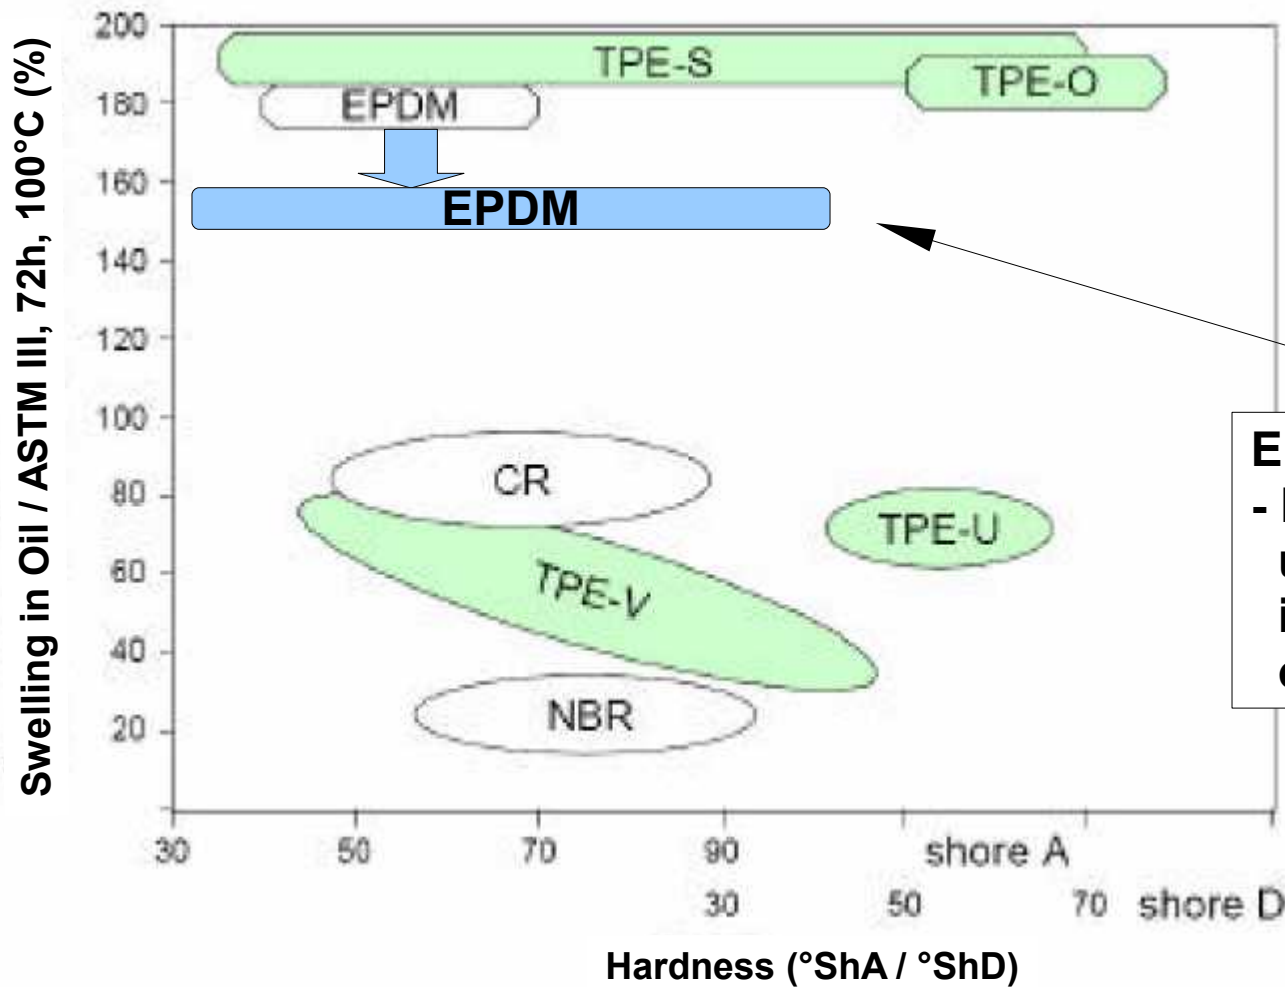 Swelling in Oil / ASTM III, 72h, 100°C (%)
200
180
160
140
120
100
80
60
40
20
TPE-S
TPE-O
EPDM
EPDM
CR
TPE-U
TPE-V
NBR
E
-
30 50 70 90 shore A
30 50 70 shore D
Hardness (°ShA / °ShD)